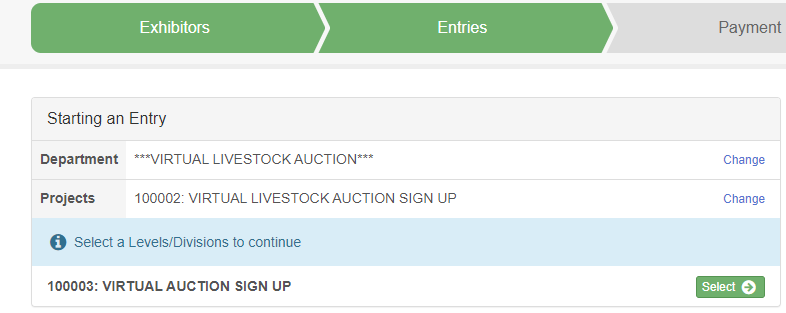 Exhibitors
Entries
Payment
Starting an Entry
Department ***VIRTUAL LIVESTOCK AUCTION*** Change
Projects 100002: VIRTUAL LIVESTOCK AUCTION SIGN UP Change
Select a Levels/Divisions to continue
100003: VIRTUAL AUCTION SIGN UP Select